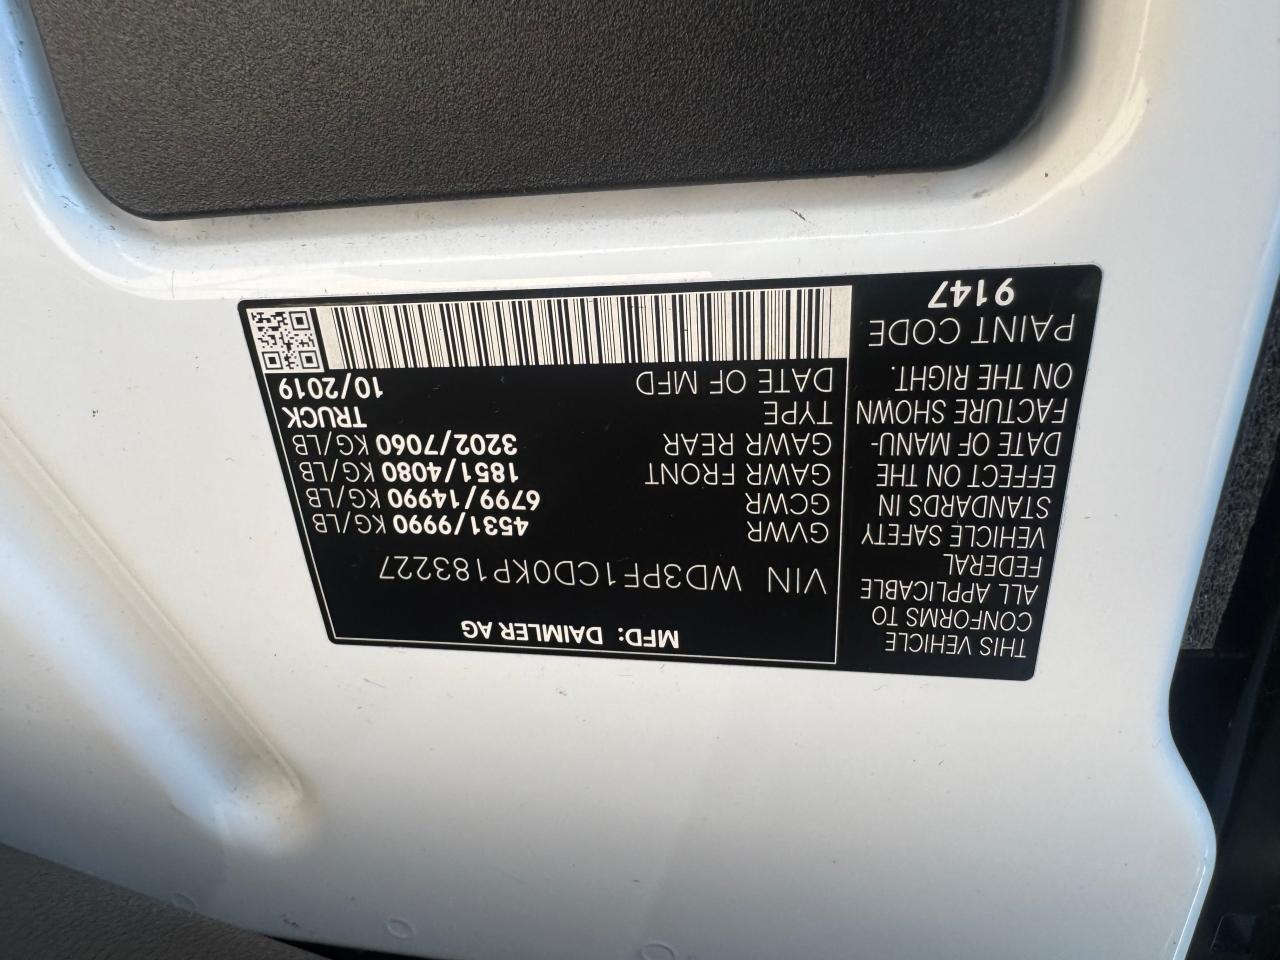 THIS VEHICLE
CONFORMS TO
ALL APPLICABLE
FEDERAL
VEHICLE SAFETY
STANDARDS IN
EFFECT ON THE
DATE OF MANU-
FACTURE SHOWN
ON THE RIGHT.
PAINT CODE
9147
MFD: DAIMLER AG
VIN WD3PF1CD0KP183227
GVWR 4531/9990 KG/LB
GCWR 6799/14990 KG/LB
GAWR FRONT 1851/4080 KG/LB
GAWR REAR 3202/7060 KG/LB
TYPE TRUCK
DATE OF MFD 10/2019